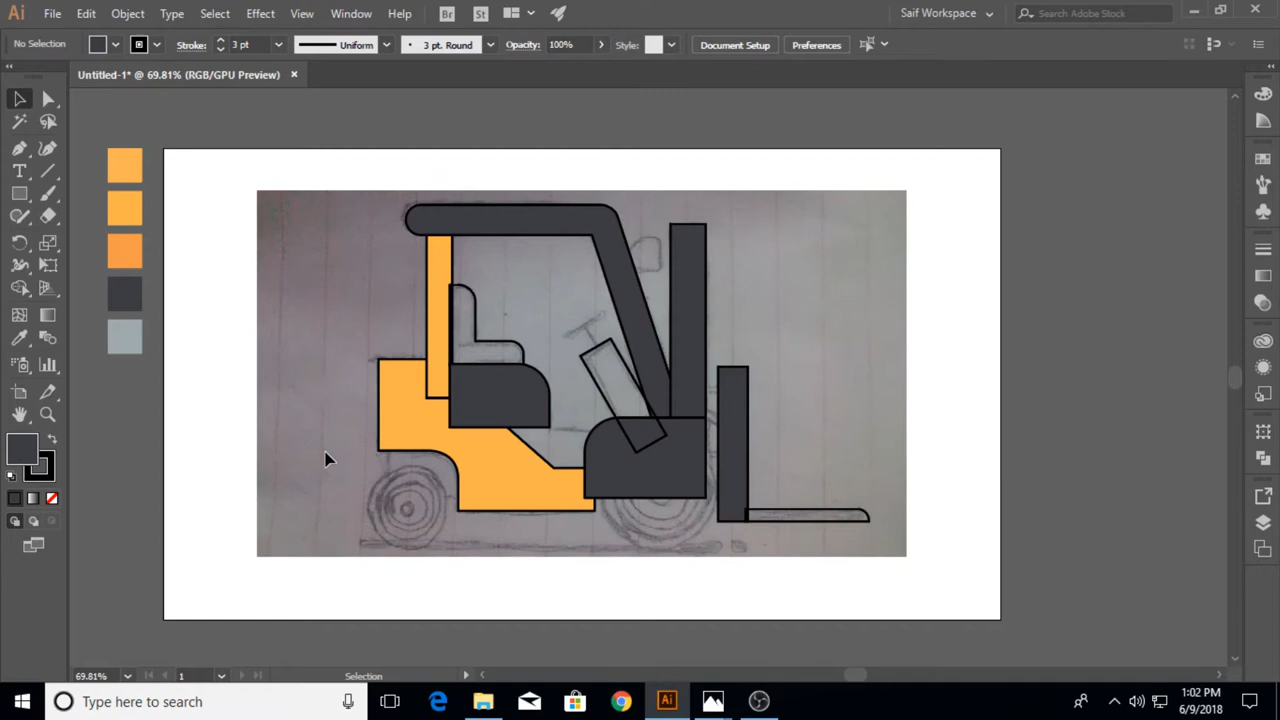 Ai File Edit Object Type Select Effect View Window Help Br St Saif Workspace Search Adobe Stock
No Selection Stroke: 3 pt Uniform 3 pt. Round Opacity: 100% Style: Document Setup Preferences
Untitled-1* @ 69.81% (RGB/GPU Preview)
T
69.81% 1 Selection
Type here to search Ai 1:02 PM
6/9/2018